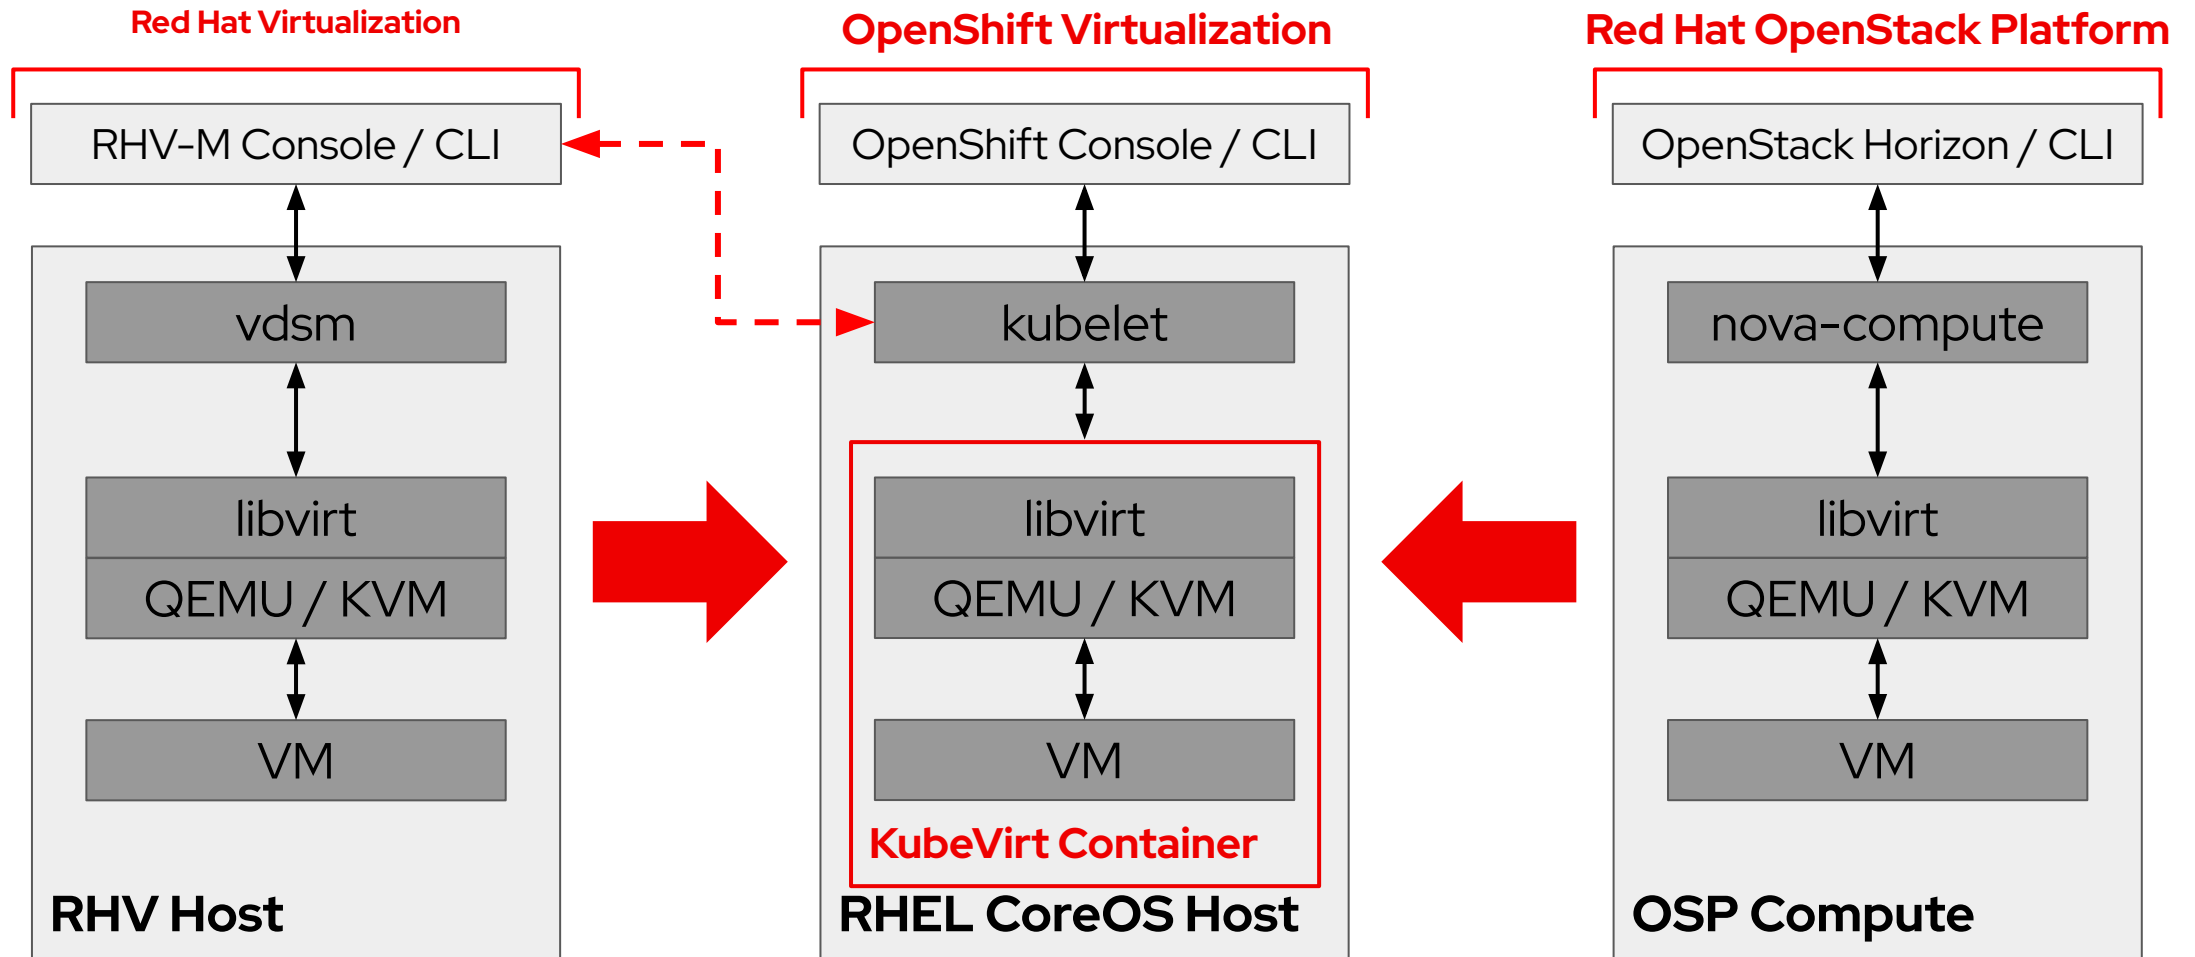 Red Hat Virtualization
RHV-M Console / CLI
vdsm
libvirt
QEMU / KVM
VM
RHV Host
OpenShift Virtualization
OpenShift Console / CLI
kubelet
libvirt
QEMU / KVM
VM
KubeVirt Container
RHEL CoreOS Host
Red Hat OpenStack Platform
OpenStack Horizon / CLI
nova-compute
libvirt
QEMU / KVM
VM
OSP Compute